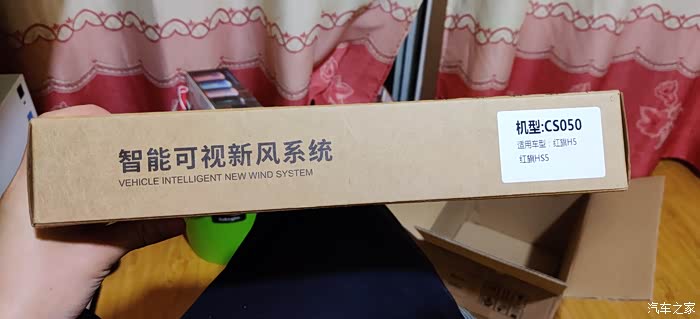 智能可视新风系统
VEHICLE INTELLIGENT NEW WIND SYSTEM
机型:CS050
适用车型：红旗H5
红旗HS5
汽车之家